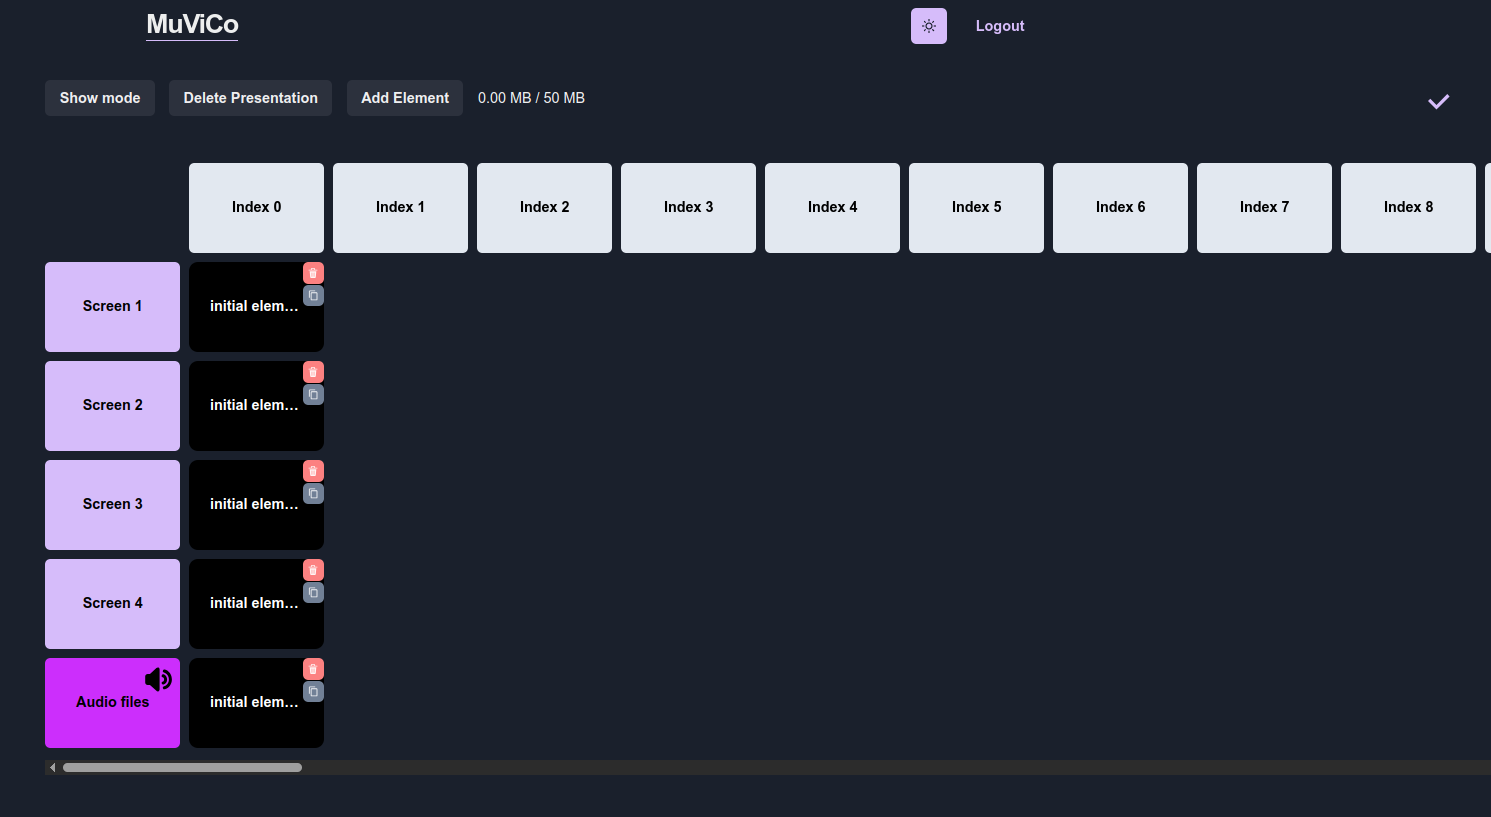 MuViCo
Logout
Show mode
Delete Presentation
Add Element
0.00 MB / 50 MB
Index 0
Index 1
Index 2
Index 3
Index 4
Index 5
Index 6
Index 7
Index 8
Screen 1
initial elem...
Screen 2
initial elem...
Screen 3
initial elem...
Screen 4
initial elem...
Audio files
initial elem...